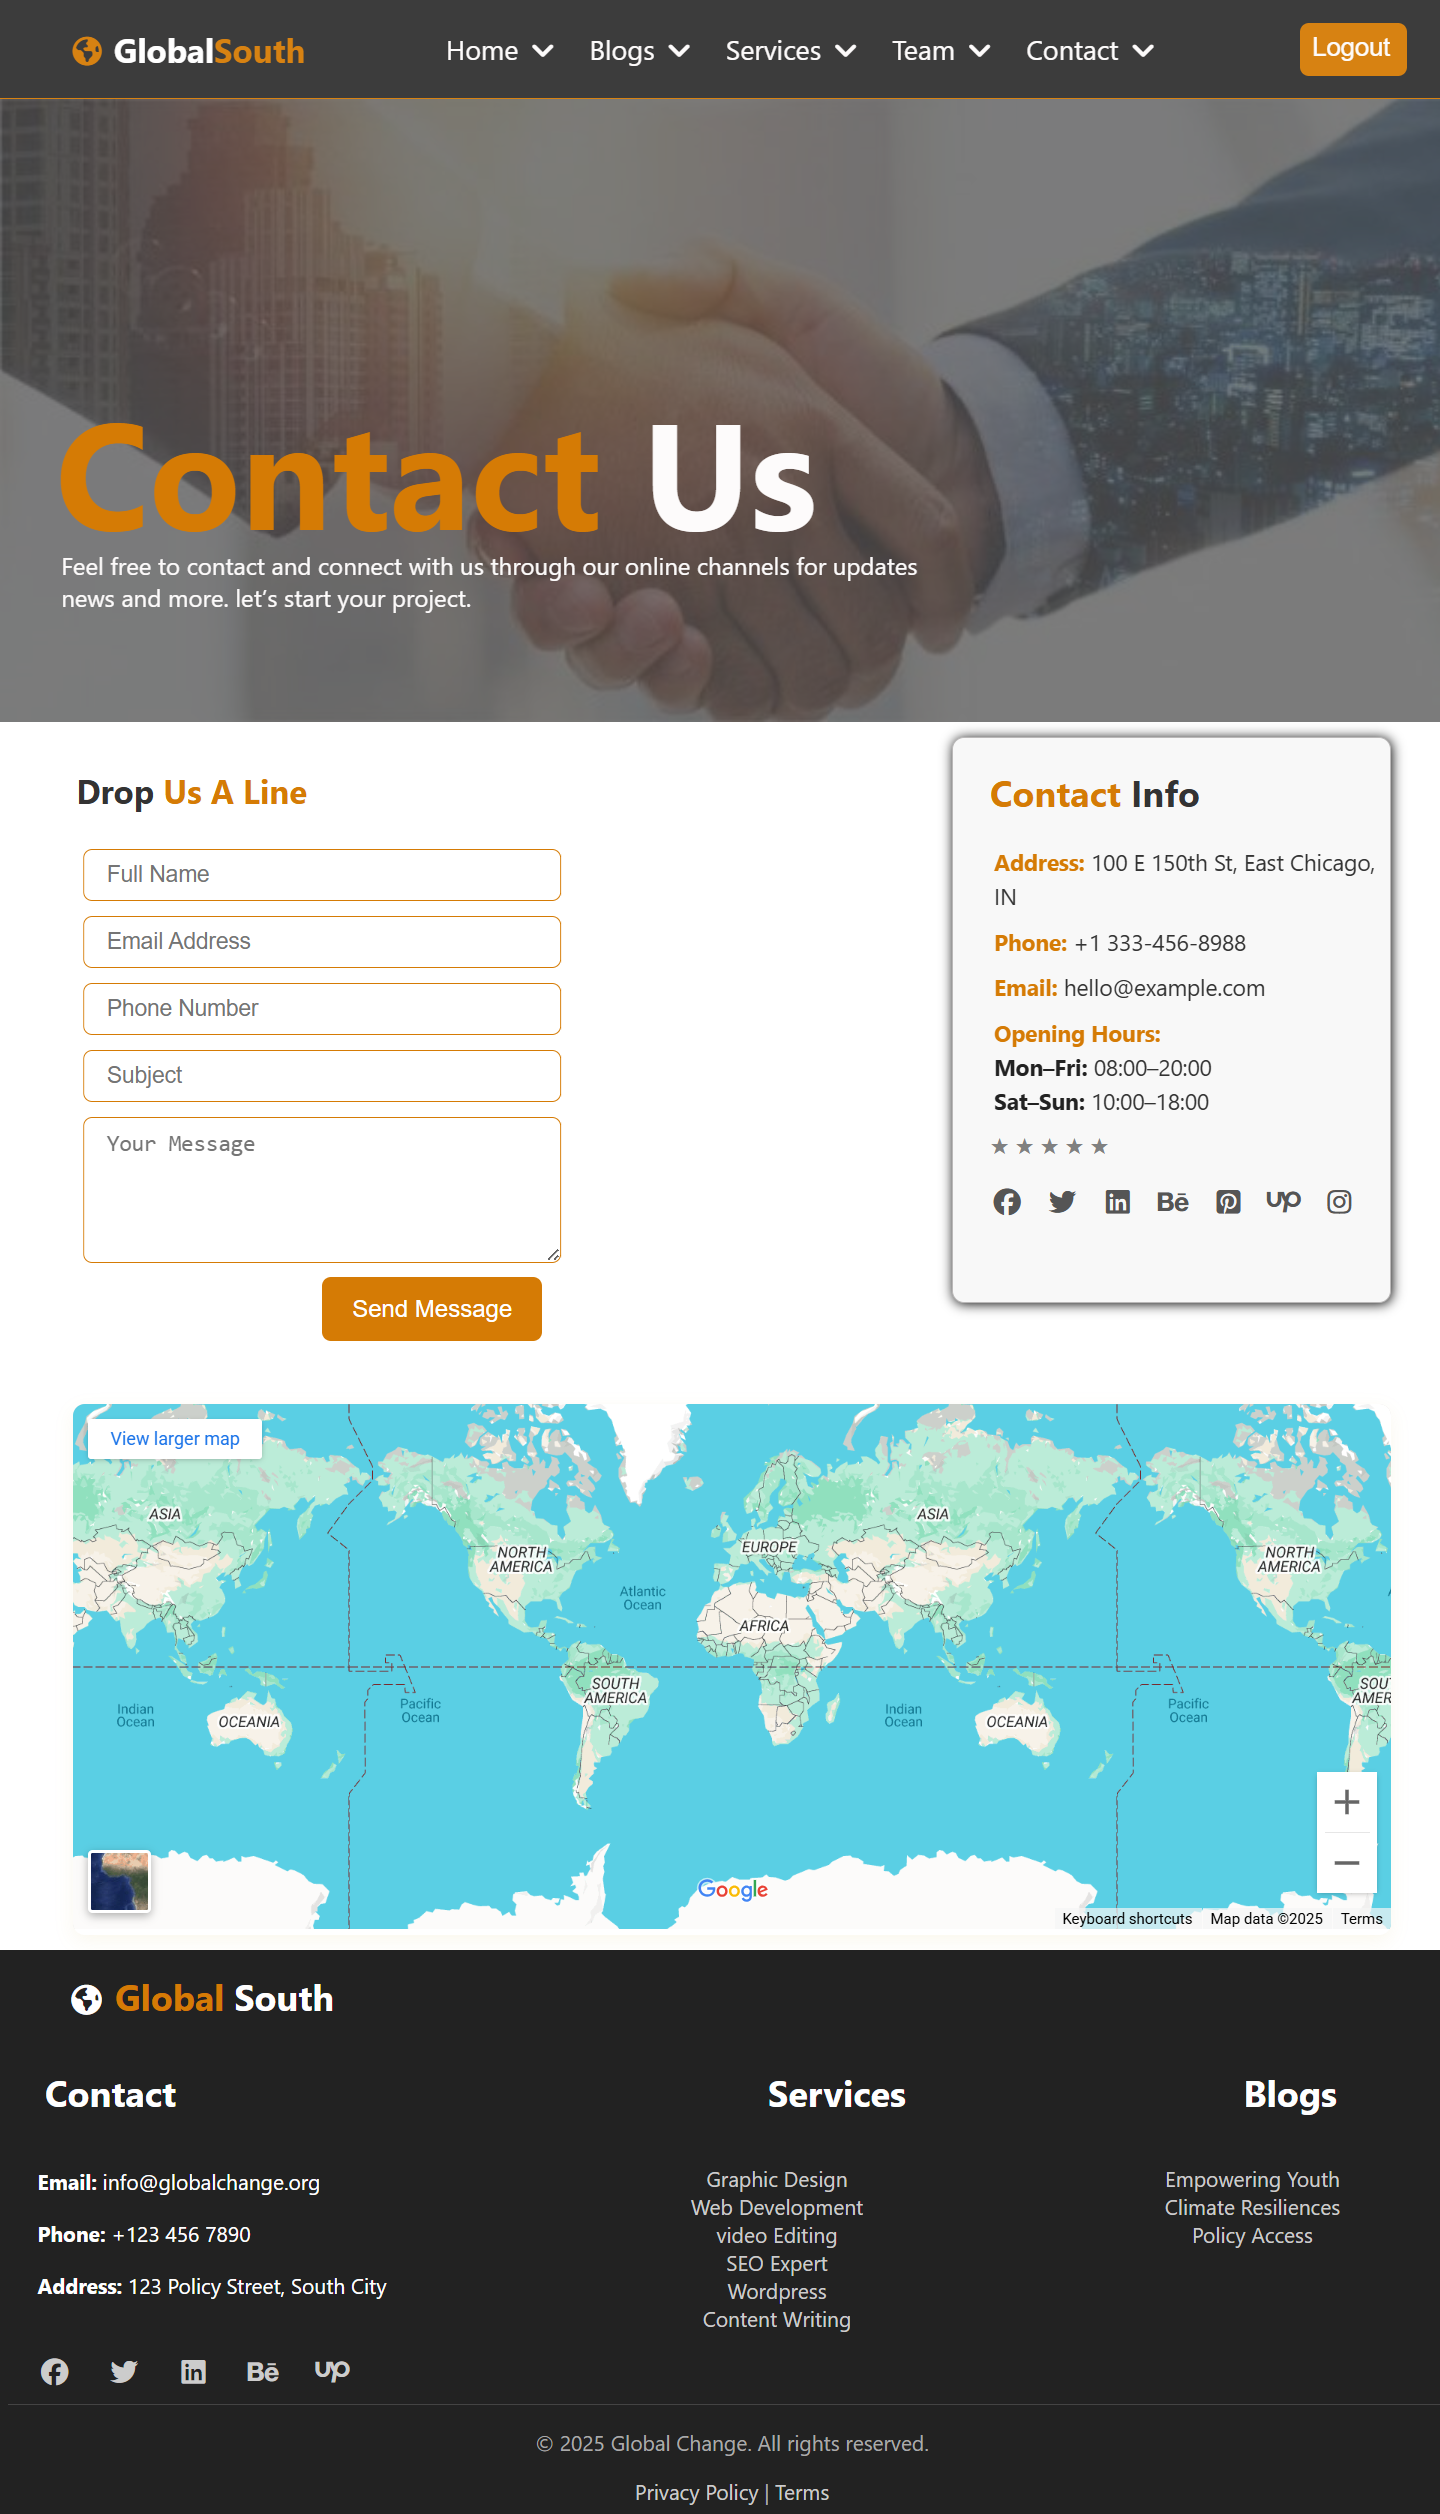 GlobalSouth
Home
Blogs
Services
Team
Contact
Logout
Contact Us
Feel free to contact and connect with us through our online channels for updates
news and more. let’s start your project.
Drop Us A Line
Full Name
Email Address
Phone Number
Subject
Your Message
Send Message
Contact Info
Address: 100 E 150th St, East Chicago,
IN
Phone: +1 333-456-8988
Email: hello@example.com
Opening Hours:
Mon–Fri: 08:00–20:00
Sat–Sun: 10:00–18:00
★ ★ ★ ★ ★
Bē
View larger map
ASIA
NORTH
AMERICA
Atlantic
Ocean
EUROPE
AFRICA
ASIA
NORTH
AMERICA
SOUTH
AMERICA
Indian
Ocean
OCEANIA
Pacific
Ocean
Indian
Ocean
OCEANIA
Pacific
Ocean
SOUT
AMER
Google
Keyboard shortcuts
Map data ©2025
Terms
Global South
Contact
Email: info@globalchange.org
Phone: +123 456 7890
Address: 123 Policy Street, South City
Bē
Services
Graphic Design
Web Development
video Editing
SEO Expert
Wordpress
Content Writing
Blogs
Empowering Youth
Climate Resiliences
Policy Access
© 2025 Global Change. All rights reserved.
Privacy Policy | Terms